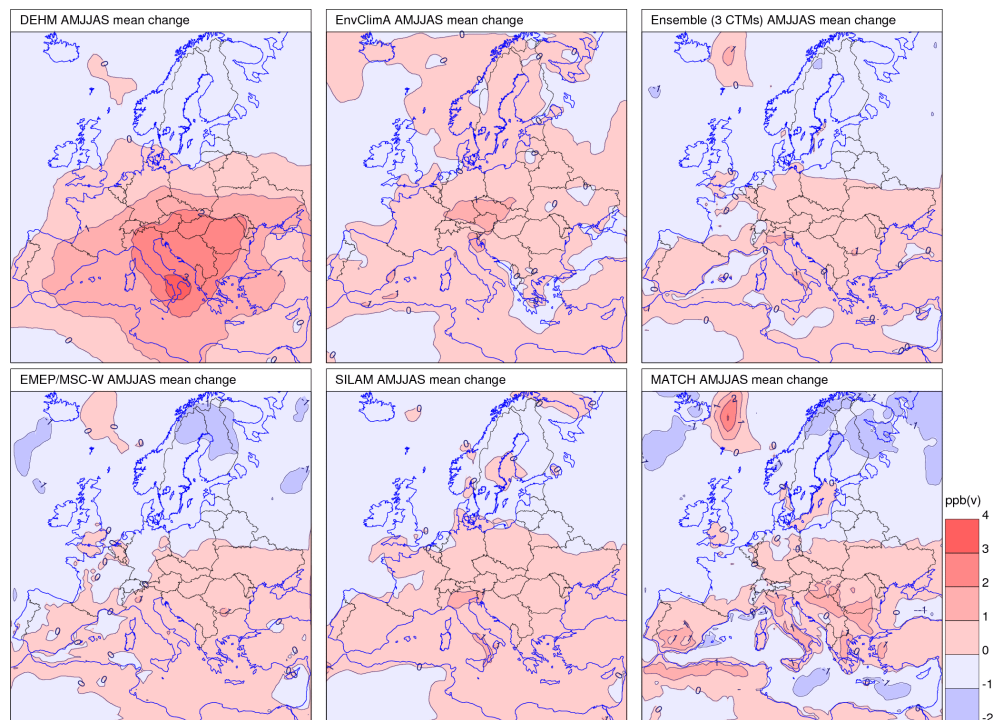 DEHM AMJJAS mean change
EnvClimA AMJJAS mean change
Ensemble (3 CTMs) AMJJAS mean change
EMEP/MSC-W AMJJAS mean change
SILAM AMJJAS mean change
MATCH AMJJAS mean change
ppb(v)
4
3
2
1
0
-1
-2